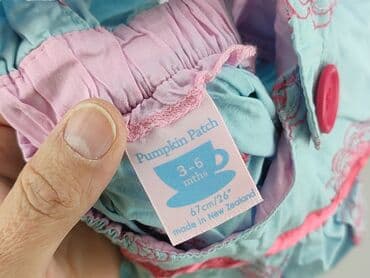 Pumpkin Patch
3-6
mths
67cm/26"
made in New Zealand